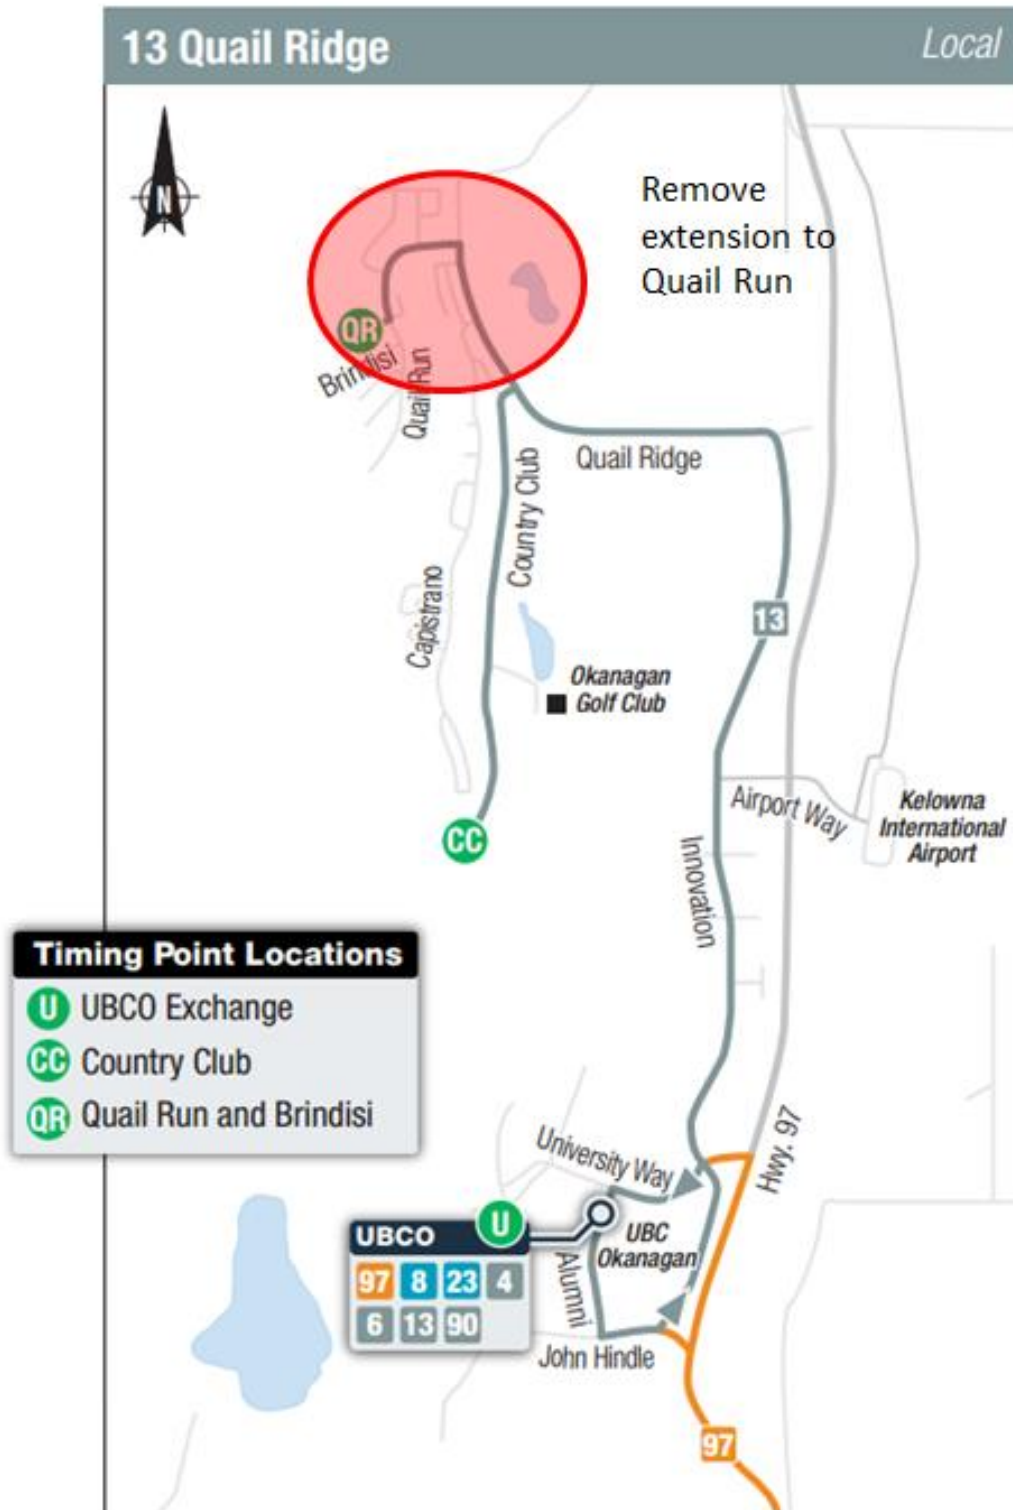 13 Quail Ridge
Local
N
Remove
extension to
Quail Run
QR
Brindisi
Quail Run
Quail Ridge
Country Club
Capistrano
13
Okanagan
Golf Club
Airport Way
Kelowna
International
Airport
CC
Innovation
Timing Point Locations
U UBCO Exchange
CC Country Club
QR Quail Run and Brindisi
Hwy. 97
University Way
UBCO
U
UBC
Okanagan
97 8 23 4
6 13 90
Alumni
John Hindle
97